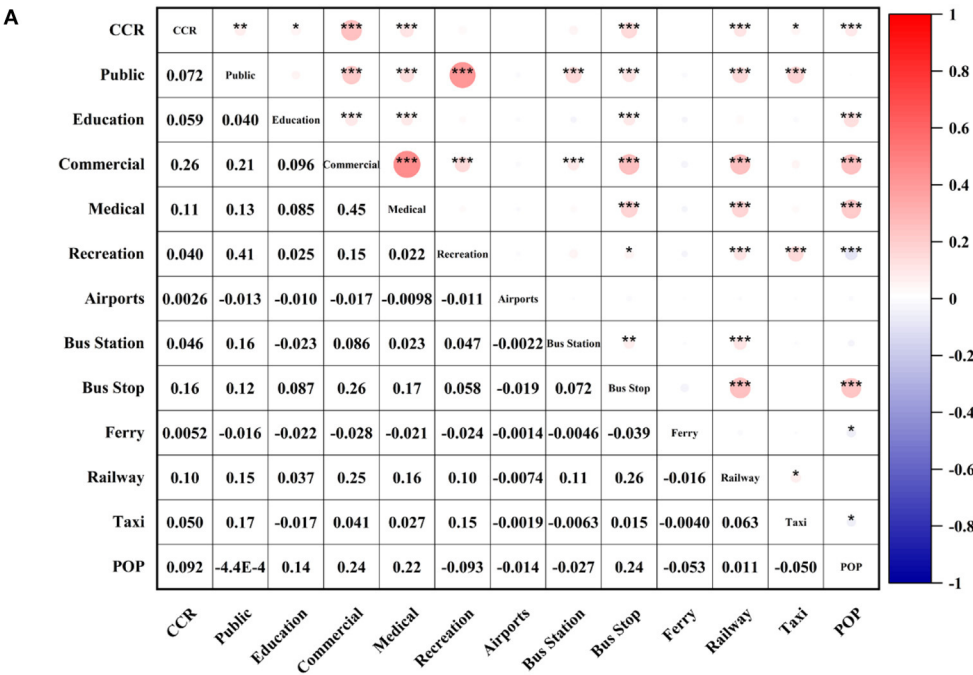 A
CCR CCR ** * *** *** *** *** * ***
Public 0.072 Public *** *** *** *** *** *** ***
Education 0.059 0.040 Education *** *** *** ***
Commercial 0.26 0.21 0.096 Commercial *** *** *** *** *** ***
Medical 0.11 0.13 0.085 0.45 Medical *** *** ***
Recreation 0.040 0.41 0.025 0.15 0.022 Recreation * *** *** ***
Airports 0.0026 -0.013 -0.010 -0.017 -0.0098 -0.011 Airports
Bus Station 0.046 0.16 -0.023 0.086 0.023 0.047 -0.0022 Bus Station ** ***
Bus Stop 0.16 0.12 0.087 0.26 0.17 0.058 -0.019 0.072 Bus Stop *** ***
Ferry 0.0052 -0.016 -0.022 -0.028 -0.021 -0.024 -0.0014 -0.0046 -0.039 Ferry *
Railway 0.10 0.15 0.037 0.25 0.16 0.10 -0.0074 0.11 0.26 -0.016 Railway *
Taxi 0.050 0.17 -0.017 0.041 0.027 0.15 -0.0019 -0.0063 0.015 -0.0040 0.063 Taxi *
POP 0.092 -4.4E-4 0.14 0.24 0.22 -0.093 -0.014 -0.027 0.24 -0.053 0.011 -0.050 POP
CCR Public Education Commercial Medical Recreation Airports Bus Station Bus Stop Ferry Railway Taxi POP
1
0.8
0.6
0.4
0.2
0
-0.2
-0.4
-0.6
-0.8
-1